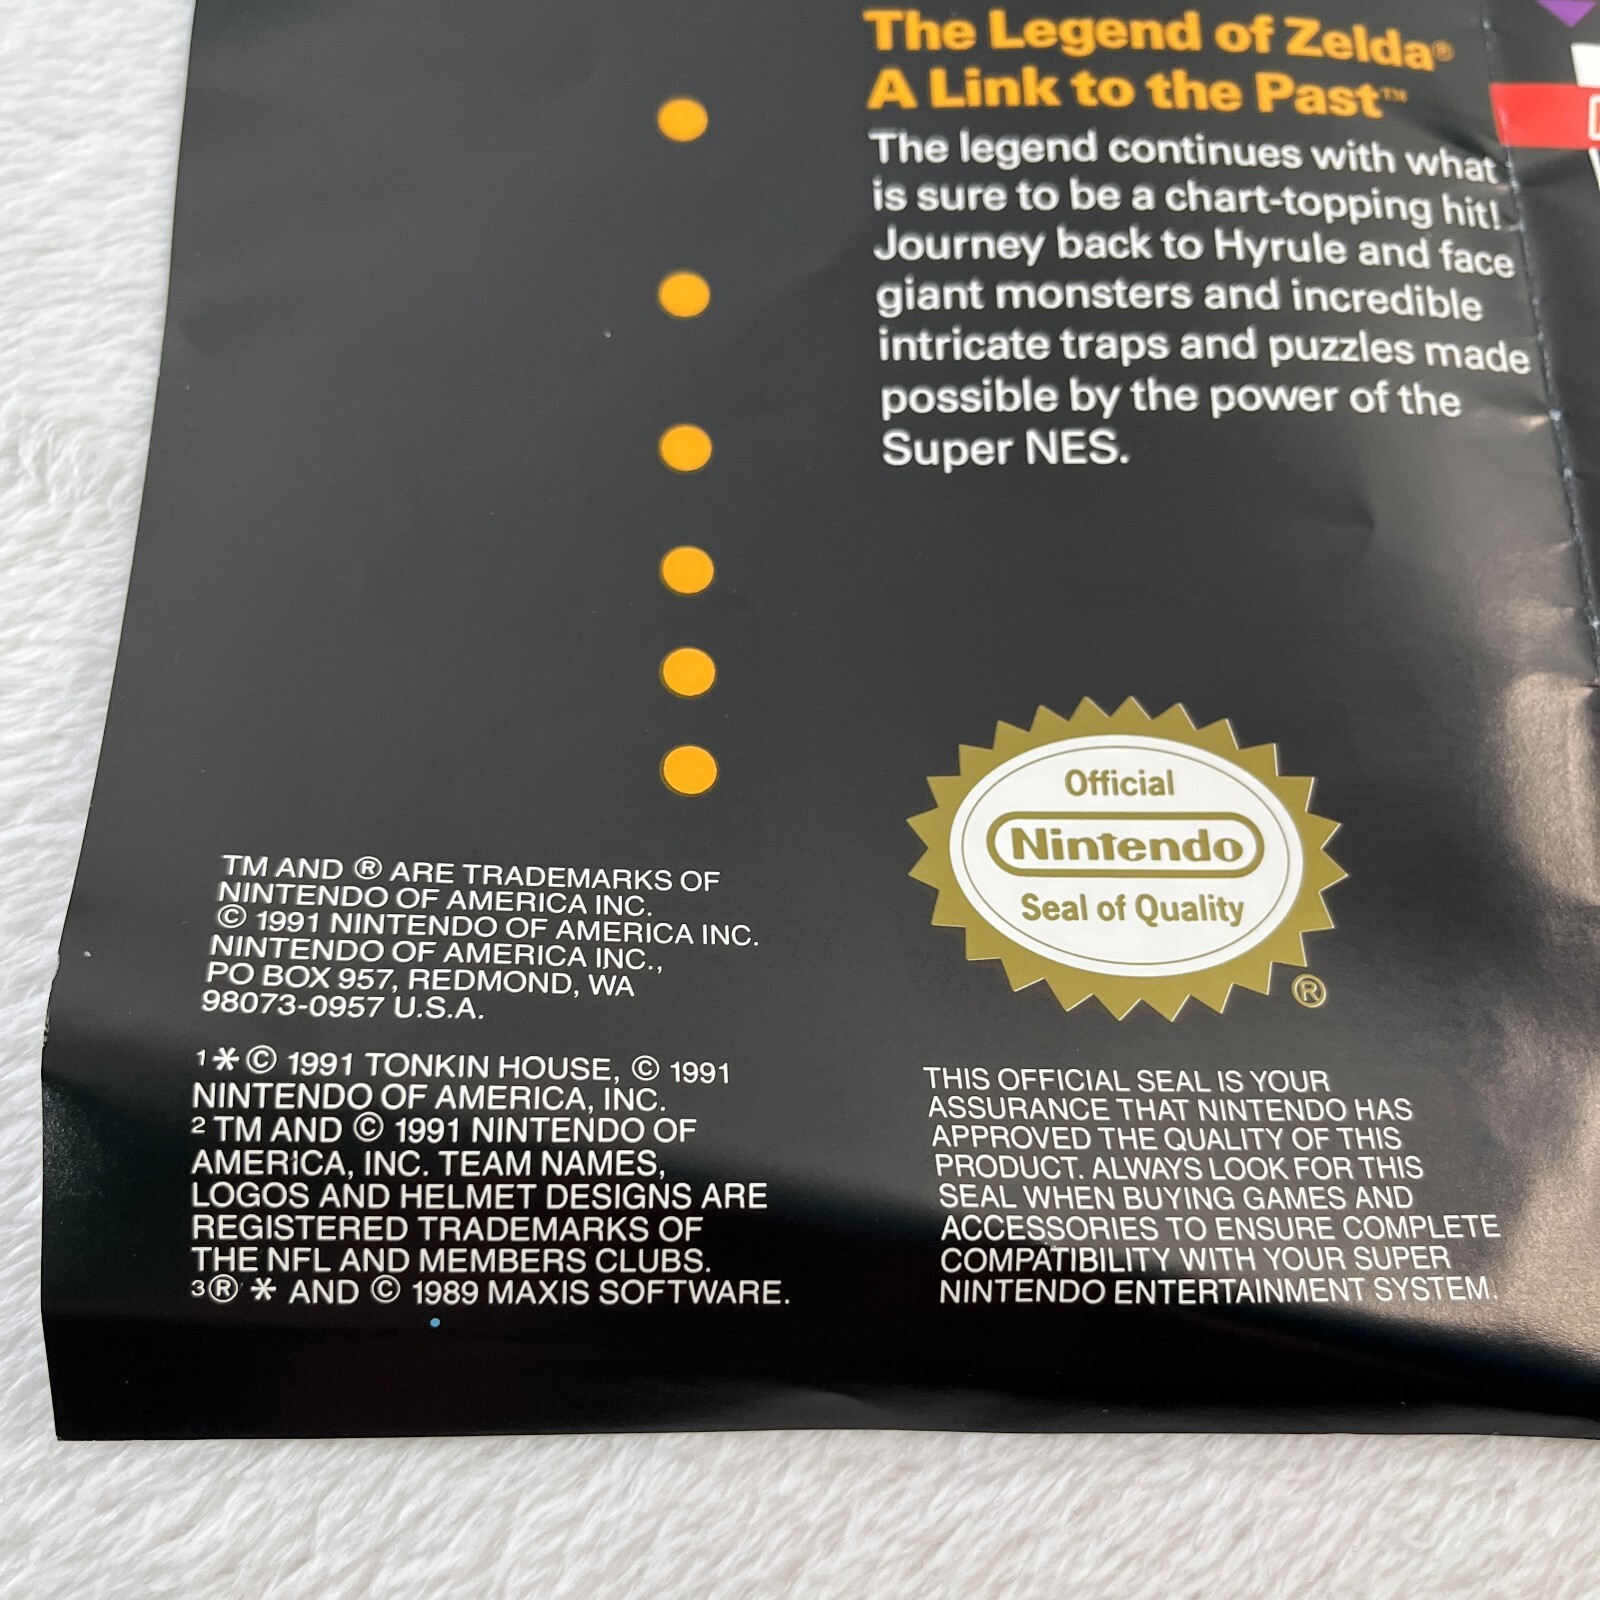 The Legend of Zelda®
A Link to the Past™
The legend continues with what
is sure to be a chart-topping hit!
Journey back to Hyrule and face
giant monsters and incredible
intricate traps and puzzles made
possible by the power of the
Super NES.
Official
Nintendo
Seal of Quality
®
TM AND ® ARE TRADEMARKS OF
NINTENDO OF AMERICA INC.
© 1991 NINTENDO OF AMERICA INC.
NINTENDO OF AMERICA INC.,
PO BOX 957, REDMOND, WA
98073-0957 U.S.A.
1* © 1991 TONKIN HOUSE, © 1991
NINTENDO OF AMERICA, INC.
2 TM AND © 1991 NINTENDO OF
AMERICA, INC. TEAM NAMES,
LOGOS AND HELMET DESIGNS ARE
REGISTERED TRADEMARKS OF
THE NFL AND MEMBERS CLUBS.
3® * AND © 1989 MAXIS SOFTWARE.
THIS OFFICIAL SEAL IS YOUR
ASSURANCE THAT NINTENDO HAS
APPROVED THE QUALITY OF THIS
PRODUCT. ALWAYS LOOK FOR THIS
SEAL WHEN BUYING GAMES AND
ACCESSORIES TO ENSURE COMPLETE
COMPATIBILITY WITH YOUR SUPER
NINTENDO ENTERTAINMENT SYSTEM.